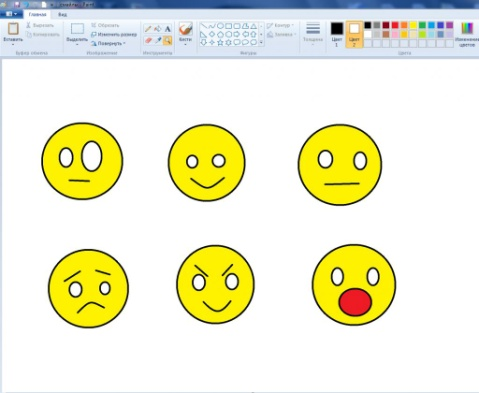 Главная Вид
Вставить
Вырезать
Копировать
Выделить
Обрезать
Изменить размер
Повернуть
Кисти
Толщина
Контур
Заливка
Цвет 1
Цвет 2
Изменение цветов
Буфер обмена Изображение Инструменты Фигуры Цвета